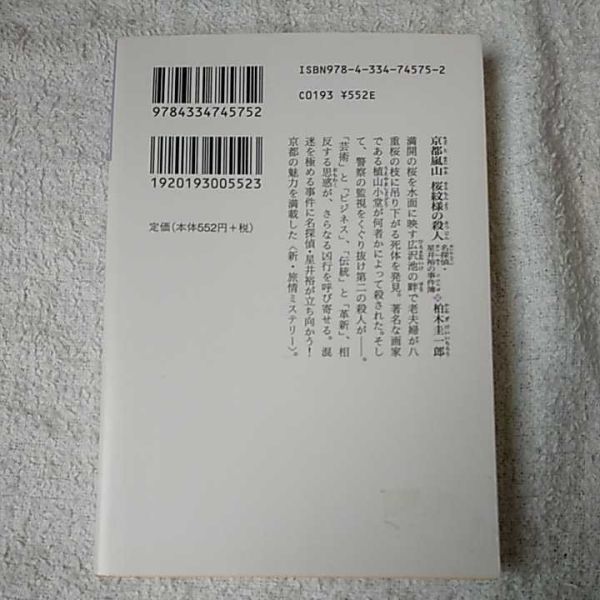 ISBN978-4-334-74575-2
C0193 ¥552E
9784334745752
1920193005523
定価(本体552円+税)
京都嵐山 桜紋様の殺人 名探偵・星井裕の事件簿 柏木圭一郎
満開の桜を水面に映す広沢池の畔で老夫婦が八
重桜の枝に吊り下がる死体を発見。著名な画家
である植山小堂が何者かによって殺された。そし
て、警察の監視をくぐり抜け第二の殺人が――。
「芸術」と「ビジネス」、「伝統」と「革新」、相
反する思惑が、さらなる凶行を呼び寄せる。混
迷を極める事件に名探偵・星井裕が立ち向かう!
京都の魅力を満載した〈新・旅情ミステリー〉。